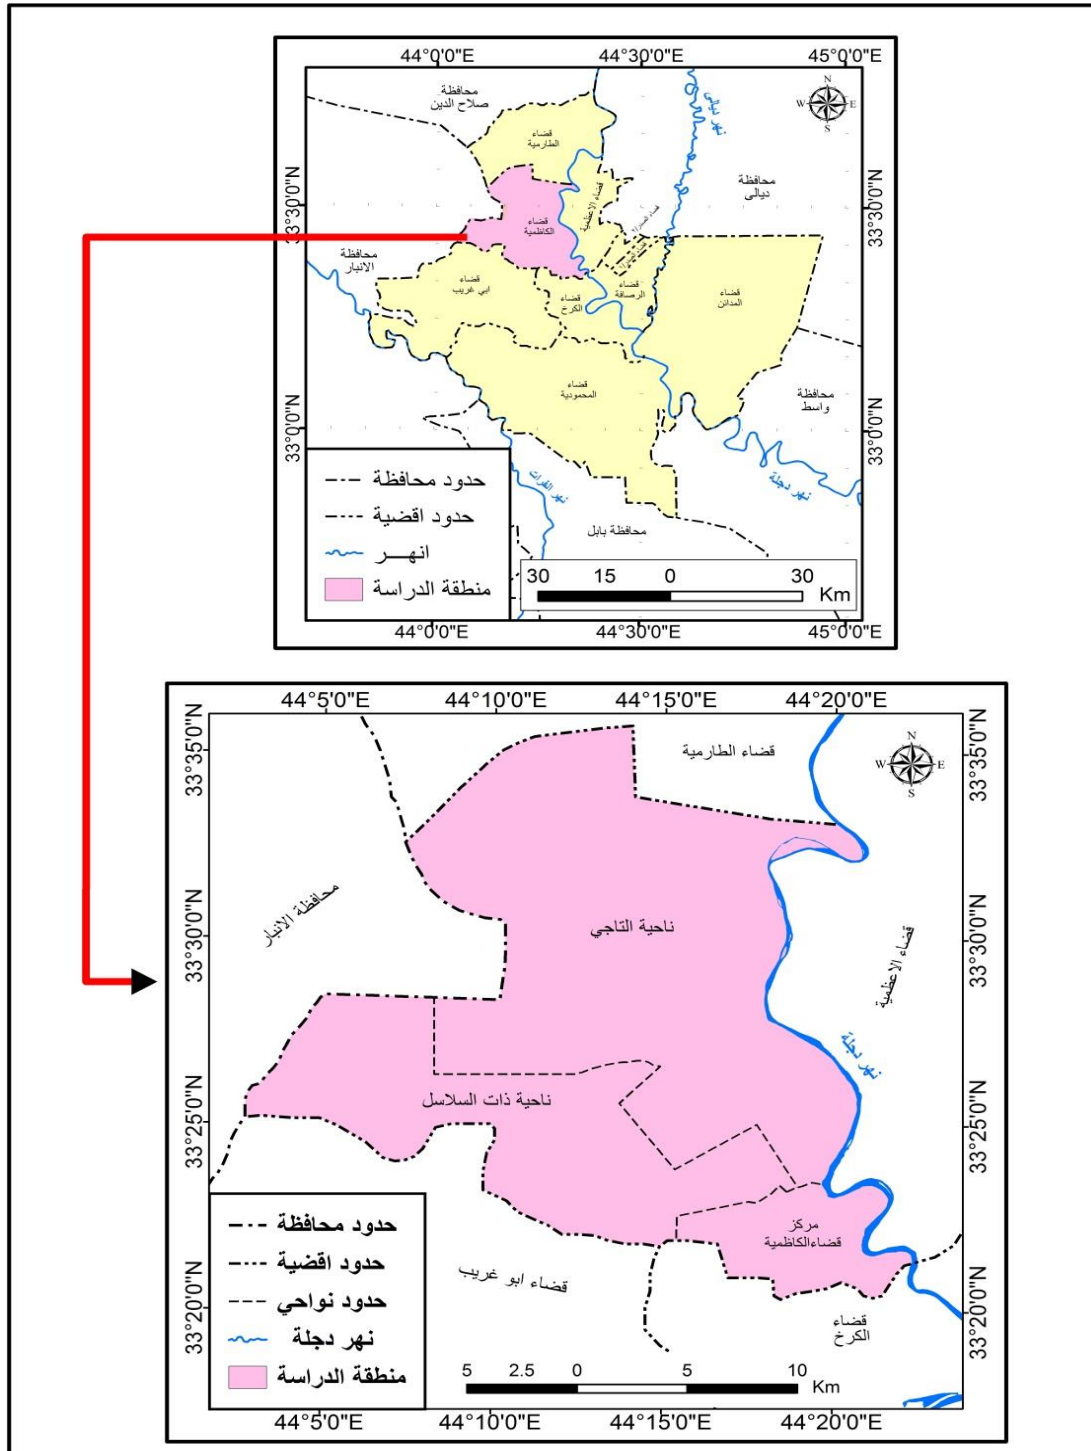 44°0'0"E
44°30'0"E
45°0'0"E
محافظة
صلاح الدين
نهر ديالى
N
W
E
S
قضاء
الطارمية
محافظة
ديالى
33°30'0"N
33°30'0"N
قضاء الاعظمية
قضاء
الكاظمية
محافظة
الانبار
قضاء
ابي غريب
قضاء
الرصافة
قضاء
المدائن
قضاء
الكرخ
قضاء
المحمودية
محافظة
واسط
33°0'0"N
33°0'0"N
نهر الفرات
نهر دجلة
محافظة بابل
حدود محافظة
حدود اقضية
انهـــر
منطقة الدراسة
30
15
0
30
Km
44°0'0"E
44°30'0"E
45°0'0"E
44°5'0"E
44°10'0"E
44°15'0"E
44°20'0"E
33°35'0"N
33°35'0"N
قضاء الطارمية
N
W
E
S
محافظة الانبار
ناحية التاجي
قضاء الاعظمية
33°30'0"N
33°30'0"N
نهر دجلة
ناحية ذات السلاسل
33°25'0"N
33°25'0"N
مركز
قضاءالكاظمية
قضاء ابو غريب
قضاء
الكرخ
33°20'0"N
33°20'0"N
حدود محافظة
حدود اقضية
حدود نواحي
نهر دجلة
منطقة الدراسة
5
2.5
0
5
10
Km
44°5'0"E
44°10'0"E
44°15'0"E
44°20'0"E